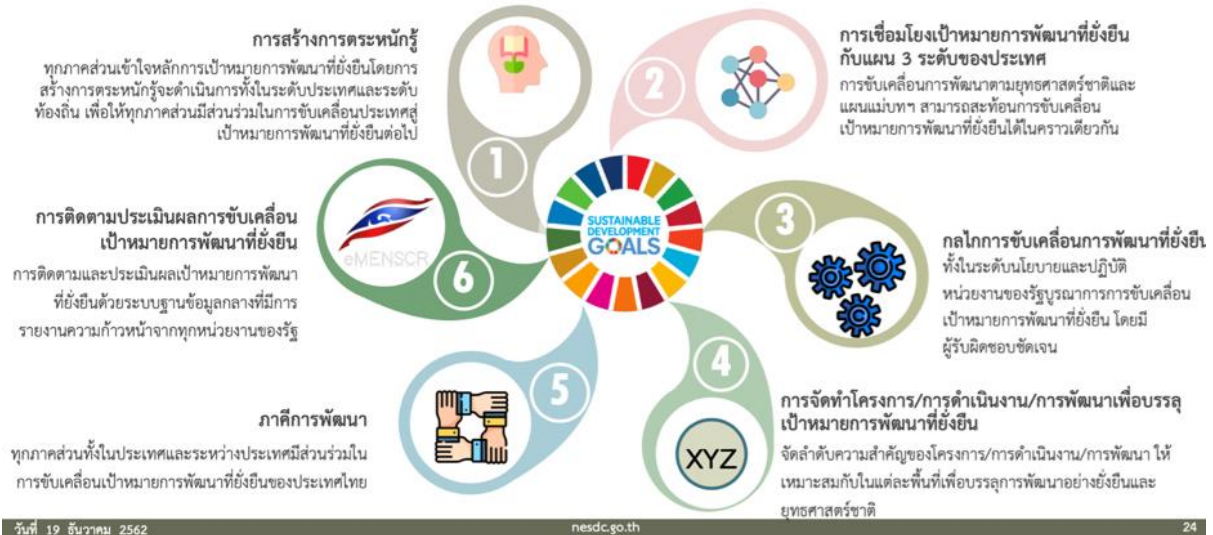 การสร้างการตระหนักรู้
ทุกภาคส่วนเข้าใจหลักการเป้าหมายการพัฒนาที่ยั่งยืนโดยการ
สร้างการตระหนักรู้จะดำเนินการทั้งในระดับประเทศและระดับ
ท้องถิ่น เพื่อให้ทุกภาคส่วนมีส่วนร่วมในการขับเคลื่อนประเทศสู่
เป้าหมายการพัฒนาที่ยั่งยืนต่อไป
1
การเชื่อมโยงเป้าหมายการพัฒนาที่ยั่งยืน
กับแผน 3 ระดับของประเทศ
การขับเคลื่อนการพัฒนาตามยุทธศาสตร์ชาติและ
แผนแม่บทฯ สามารถสะท้อนการขับเคลื่อน
เป้าหมายการพัฒนาที่ยั่งยืนได้ในคราวเดียวกัน
2
SUSTAINABLE
DEVELOPMENT
GOALS
3
กลไกการขับเคลื่อนการพัฒนาที่ยั่งยืน
ทั้งในระดับนโยบายและปฏิบัติ
หน่วยงานของรัฐบูรณาการการขับเคลื่อน
เป้าหมายการพัฒนาที่ยั่งยืน โดยมี
ผู้รับผิดชอบชัดเจน
4
XYZ
การจัดทำโครงการ/การดำเนินงาน/การพัฒนาเพื่อบรรลุ
เป้าหมายการพัฒนาที่ยั่งยืน
จัดลำดับความสำคัญของโครงการ/การดำเนินงาน/การพัฒนา ให้
เหมาะสมกับในแต่ละพื้นที่เพื่อบรรลุการพัฒนาอย่างยั่งยืนและ
ยุทธศาสตร์ชาติ
5
ภาคีการพัฒนา
ทุกภาคส่วนทั้งในประเทศและระหว่างประเทศมีส่วนร่วมใน
การขับเคลื่อนเป้าหมายการพัฒนาที่ยั่งยืนของประเทศไทย
6
eMENSCR
การติดตามประเมินผลการขับเคลื่อน
เป้าหมายการพัฒนาที่ยั่งยืน
การติดตามและประเมินผลเป้าหมายการพัฒนา
ที่ยั่งยืนด้วยระบบฐานข้อมูลกลางที่มีการ
รายงานความก้าวหน้าจากทุกหน่วยงานของรัฐ
วันที่ 19 ธันวาคม 2562
nesdc.go.th
24